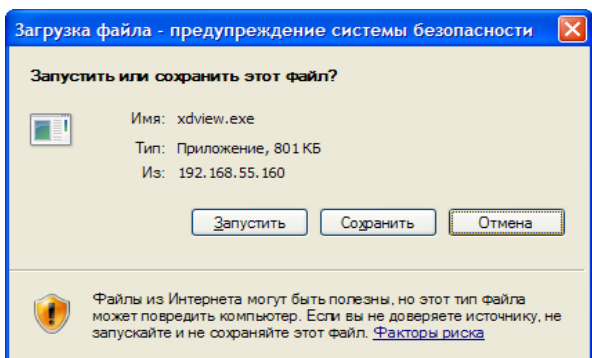 Загрузка файла - предупреждение системы безопасности
Запустить или сохранить этот файл?
Имя: xdview.exe
Тип: Приложение, 801 КБ
Из: 192.168.55.160
Запустить Сохранить Отмена
Файлы из Интернета могут быть полезны, но этот тип файла
может повредить компьютер. Если вы не доверяете источнику, не
запускайте и не сохраняйте этот файл. Факторы риска